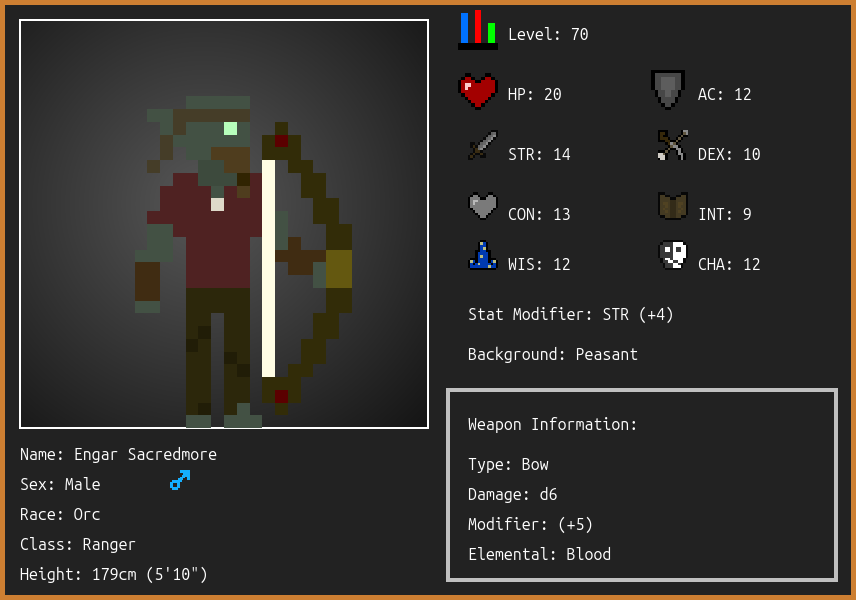 Level: 70
HP: 20
AC: 12
STR: 14
DEX: 10
CON: 13
INT: 9
WIS: 12
CHA: 12
Stat Modifier: STR (+4)
Background: Peasant
Weapon Information:
Type: Bow
Damage: d6
Modifier: (+5)
Elemental: Blood
Name: Engar Sacredmore
Sex: Male
Race: Orc
Class: Ranger
Height: 179cm (5'10")